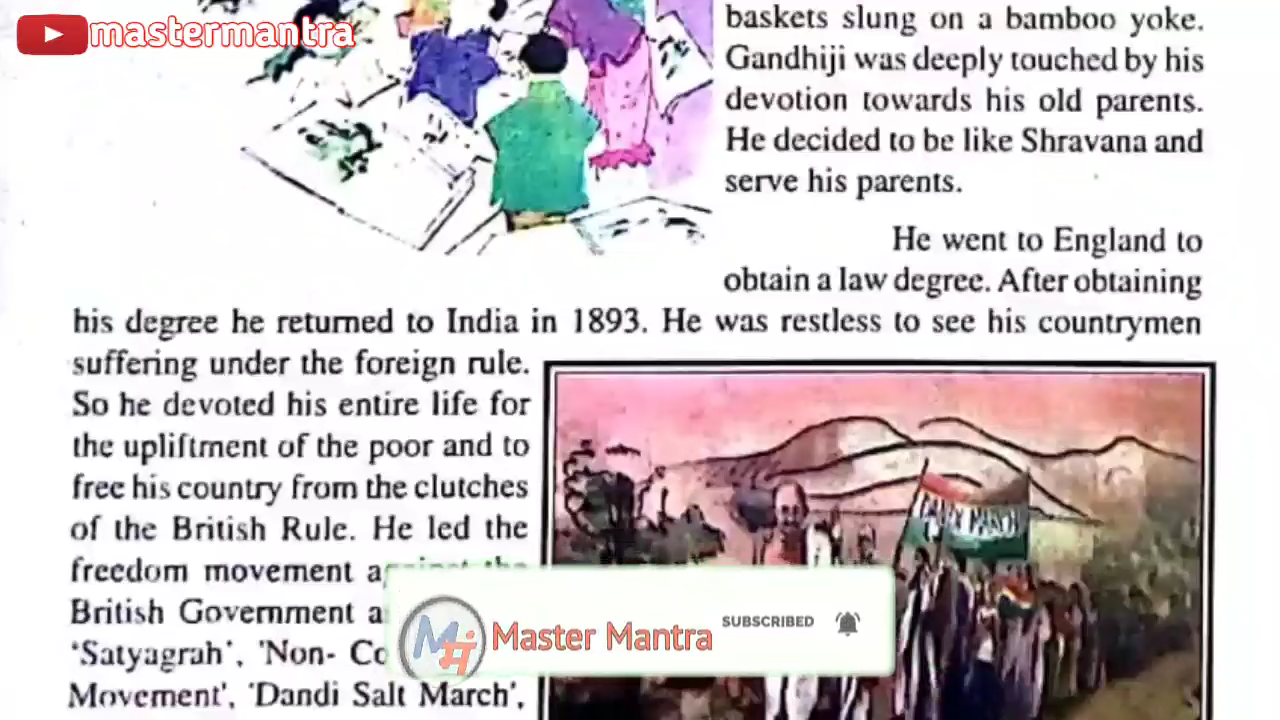 mastermantra
baskets slung on a bamboo yoke.
Gandhiji was deeply touched by his
devotion towards his old parents.
He decided to be like Shravana and
serve his parents.
He went to England to
obtain a law degree. After obtaining
his degree he returned to India in 1893. He was restless to see his countrymen
suffering under the foreign rule.
So he devoted his entire life for
the upliftment of the poor and to
free his country from the clutches
of the British Rule. He led the
freedom movement against the
British Government a
'Satyagrah', 'Non- Co
Movement', 'Dandi Salt March',
Master Mantra
SUBSCRIBED